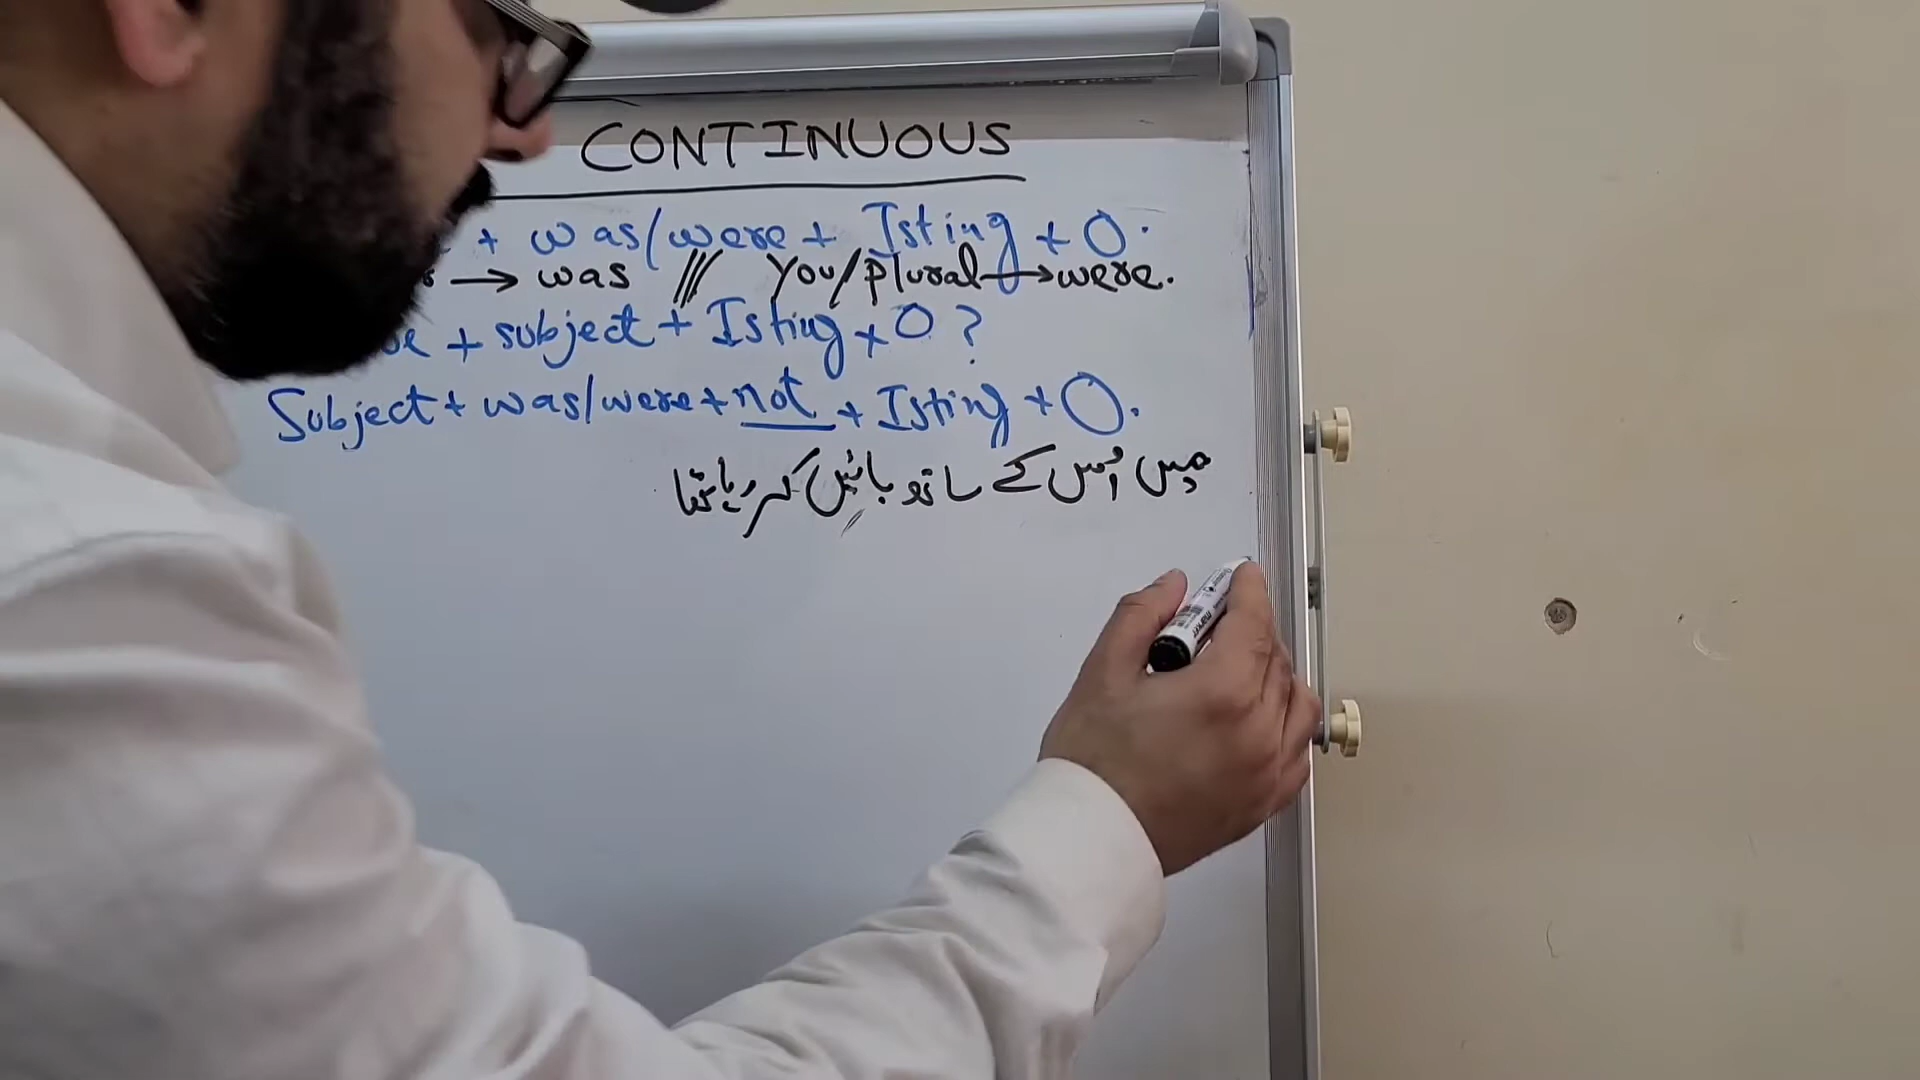 CONTINUOUS
+ was/were + Isting + O.
→ was /// You/plural → were.
+ subject + Isting + O ?
Subject + was/were + not + Isting + O.
میں اُس کے ساتھ باتیں کر رہا تھا